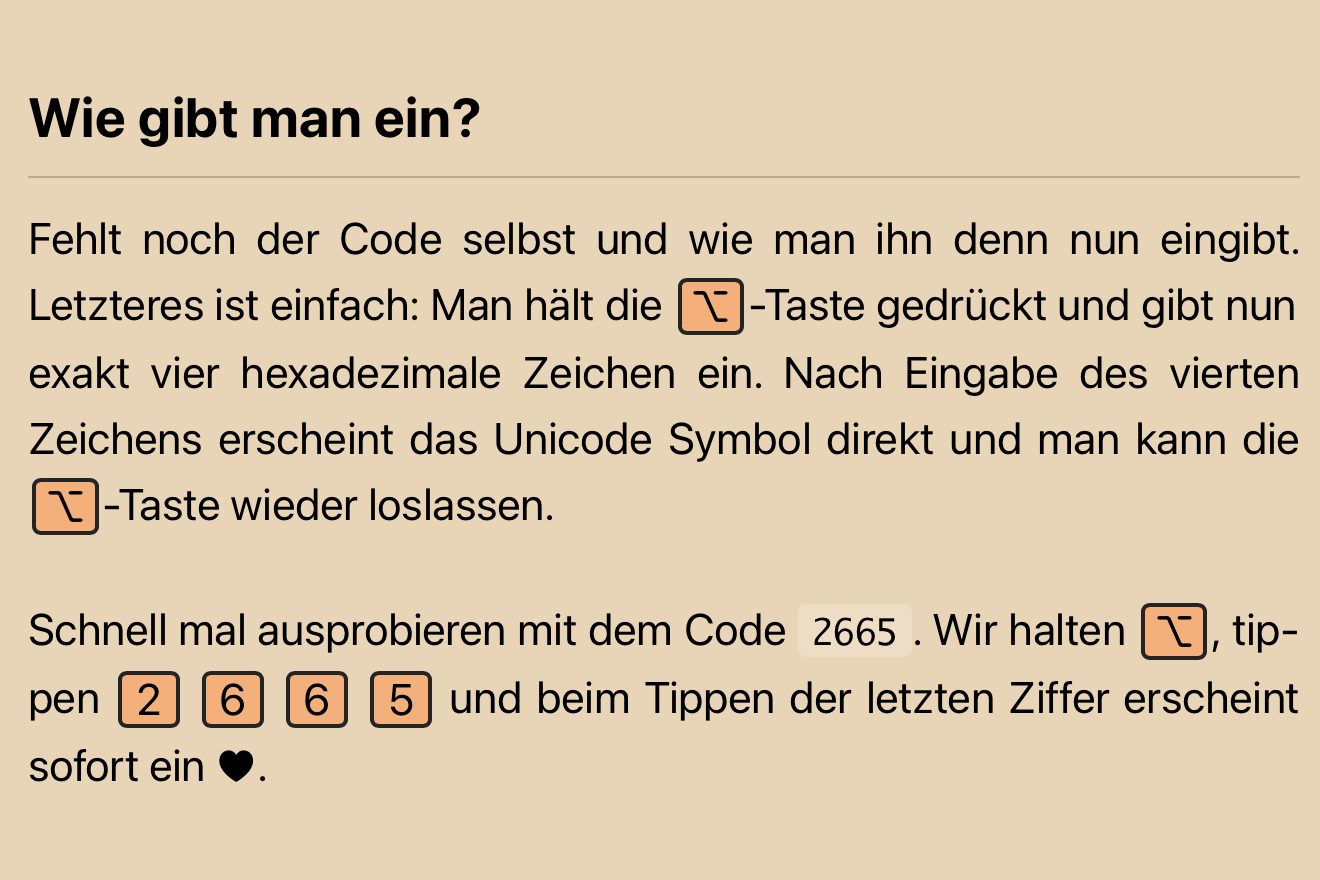 Wie gibt man ein?
Fehlt noch der Code selbst und wie man ihn denn nun eingibt.
Letzteres ist einfach: Man hält die ⌥-Taste gedrückt und gibt nun
exakt vier hexadezimale Zeichen ein. Nach Eingabe des vierten
Zeichens erscheint das Unicode Symbol direkt und man kann die
⌥-Taste wieder loslassen.
Schnell mal ausprobieren mit dem Code 2665. Wir halten ⌥, tip-
pen 2 6 6 5 und beim Tippen der letzten Ziffer erscheint
sofort ein ♥.